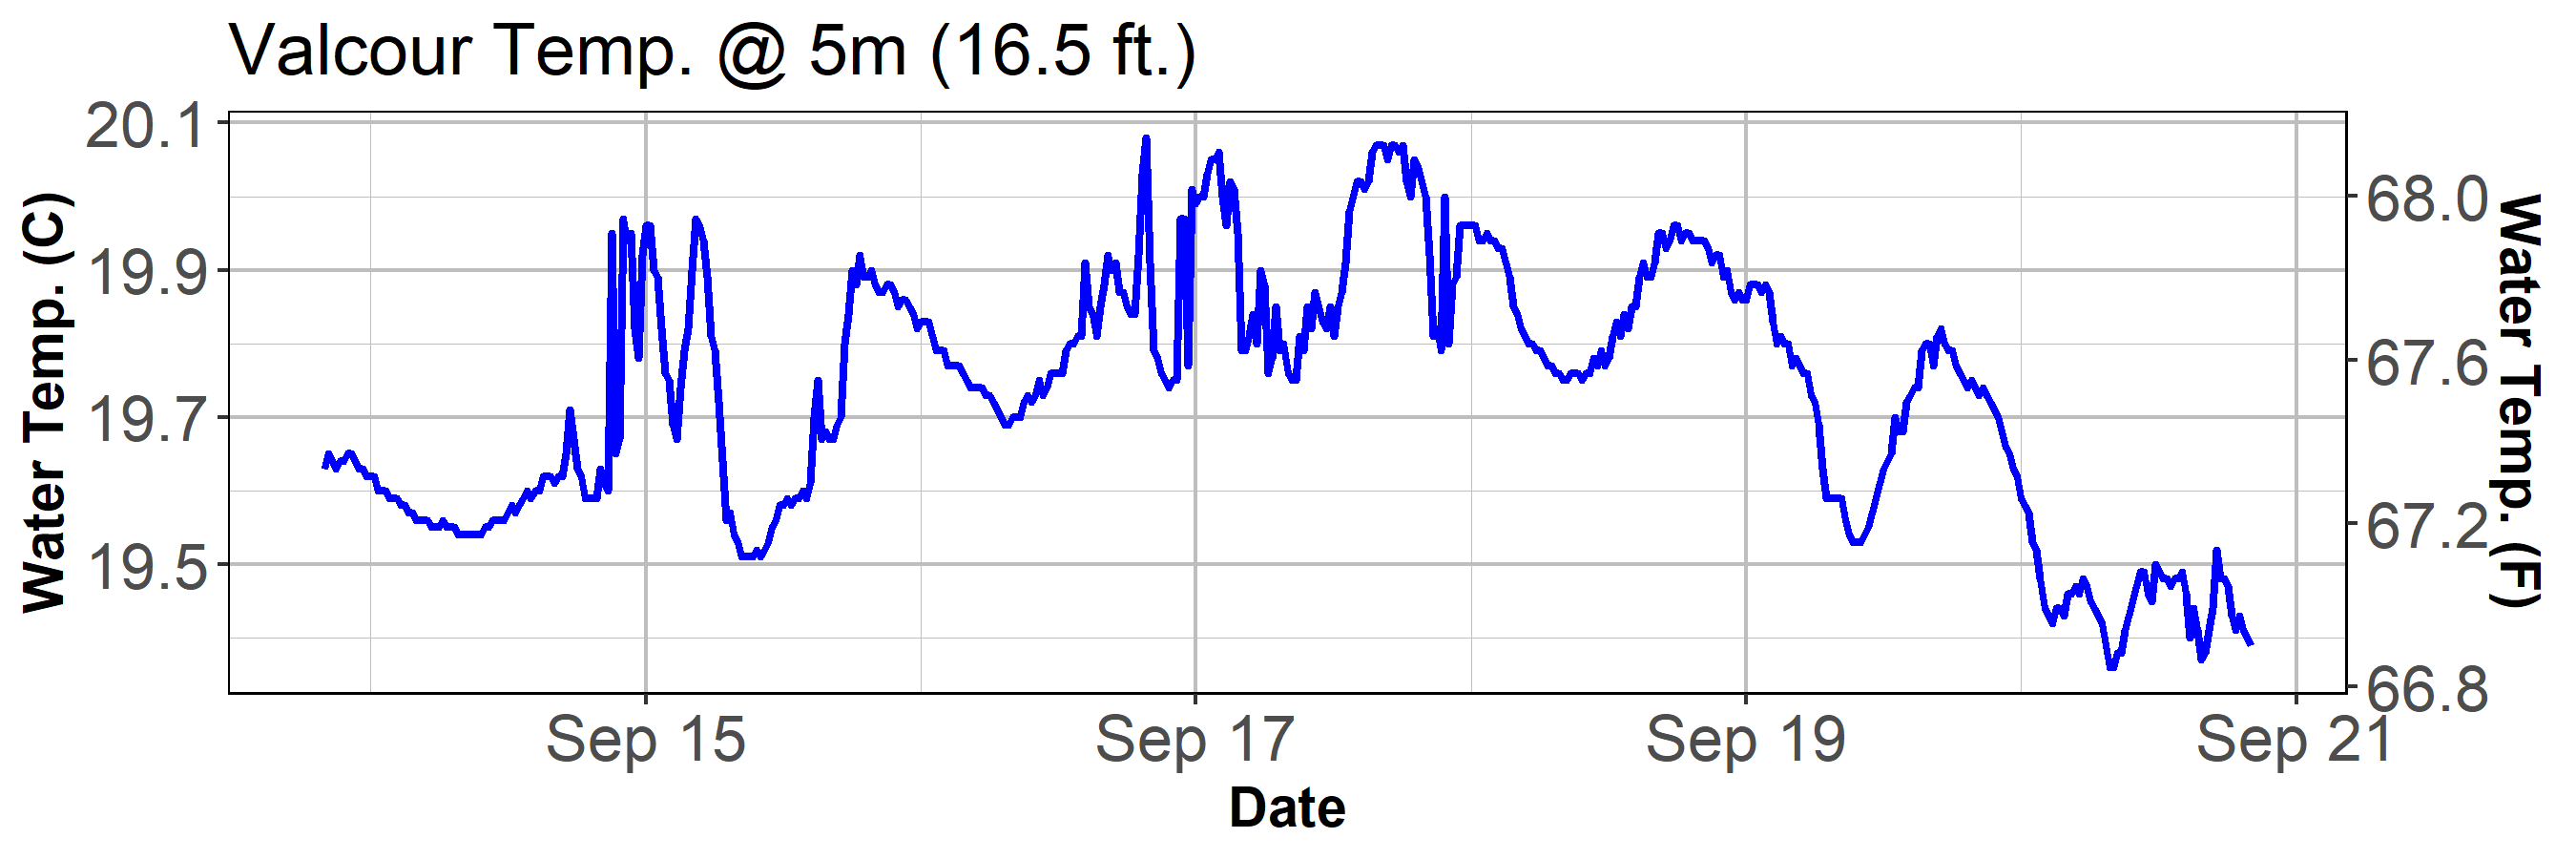 Valcour Temp. @ 5m (16.5 ft.)
Water Temp. (C)
20.1
19.9
19.7
19.5
68.0
67.6
67.2
66.8
Water Temp. (F)
Sep 15
Sep 17
Sep 19
Sep 21
Date